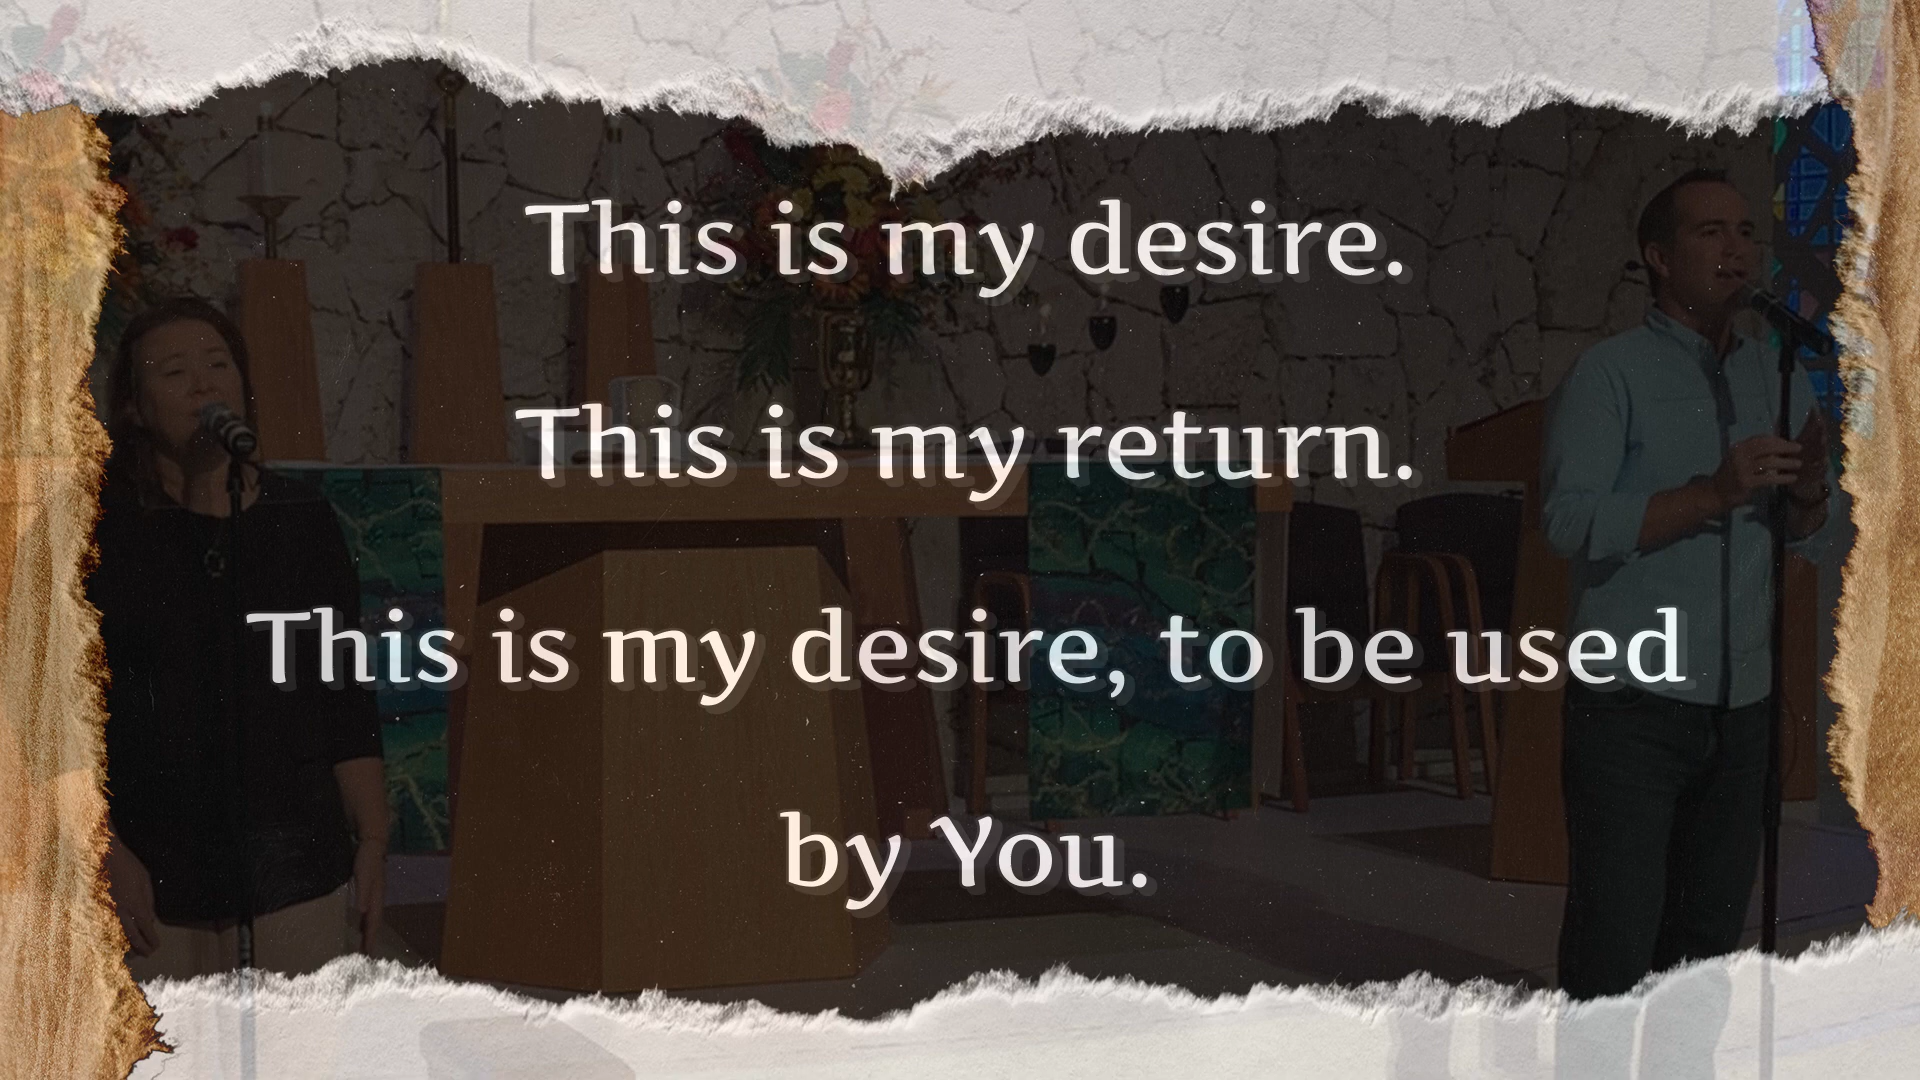 This is my desire.
This is my return.
This is my desire, to be used
by You.